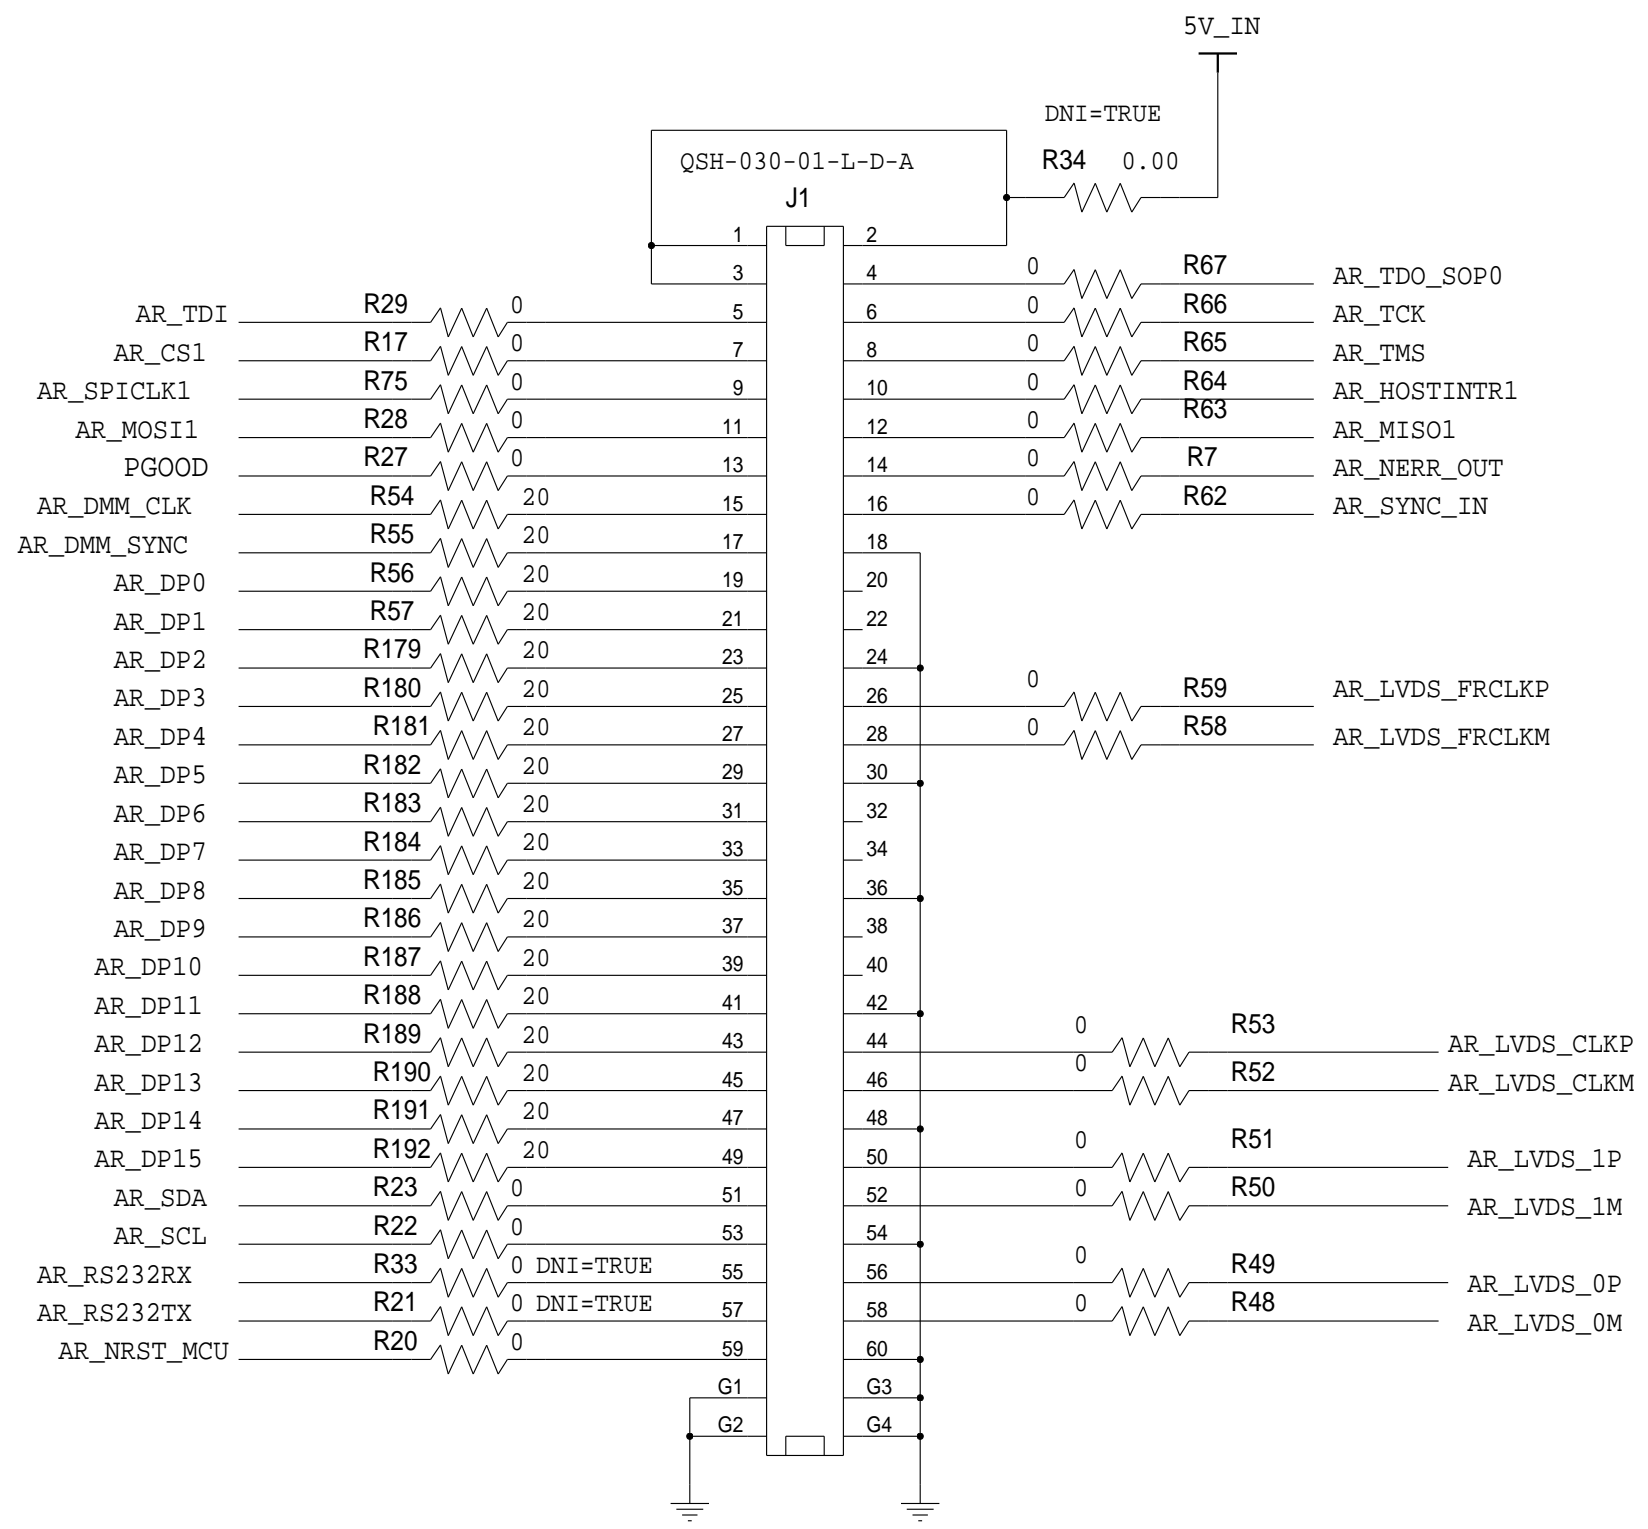 5V_IN
DNI=TRUE
QSH-030-01-L-D-A R34 0.00
J1
1 2
3 4 0 R67 AR_TDO_SOP0
AR_TDI R29 0 5 6 0 R66 AR_TCK
AR_CS1 R17 0 7 8 0 R65 AR_TMS
AR_SPICLK1 R75 0 9 10 0 R64 AR_HOSTINTR1
AR_MOSI1 R28 0 11 12 0 R63 AR_MISO1
PGOOD R27 0 13 14 0 R7 AR_NERR_OUT
AR_DMM_CLK R54 20 15 16 0 R62 AR_SYNC_IN
AR_DMM_SYNC R55 20 17 18
AR_DP0 R56 20 19 20
AR_DP1 R57 20 21 22
AR_DP2 R179 20 23 24
AR_DP3 R180 20 25 26 0 R59 AR_LVDS_FRCLKP
AR_DP4 R181 20 27 28 0 R58 AR_LVDS_FRCLKM
AR_DP5 R182 20 29 30
AR_DP6 R183 20 31 32
AR_DP7 R184 20 33 34
AR_DP8 R185 20 35 36
AR_DP9 R186 20 37 38
AR_DP10 R187 20 39 40
AR_DP11 R188 20 41 42
AR_DP12 R189 20 43 44 0 R53 AR_LVDS_CLKP
AR_DP13 R190 20 45 46 0 R52 AR_LVDS_CLKM
AR_DP14 R191 20 47 48
AR_DP15 R192 20 49 50 0 R51 AR_LVDS_1P
AR_SDA R23 0 51 52 0 R50 AR_LVDS_1M
AR_SCL R22 0 53 54
AR_RS232RX R33 0 DNI=TRUE 55 56 0 R49 AR_LVDS_0P
AR_RS232TX R21 0 DNI=TRUE 57 58 0 R48 AR_LVDS_0M
AR_NRST_MCU R20 0 59 60
G1 G3
G2 G4